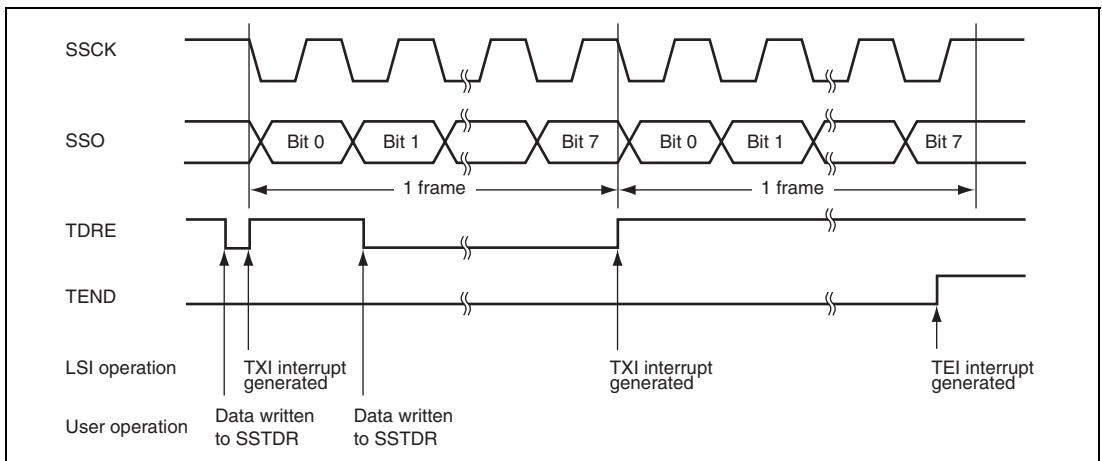 SSCK
SSO
Bit 0 Bit 1 Bit 7 Bit 0 Bit 1 Bit 7
1 frame 1 frame
TDRE
TEND
LSI operation
TXI interrupt
generated
TXI interrupt
generated
TEI interrupt
generated
User operation
Data written
to SSTDR
Data written
to SSTDR